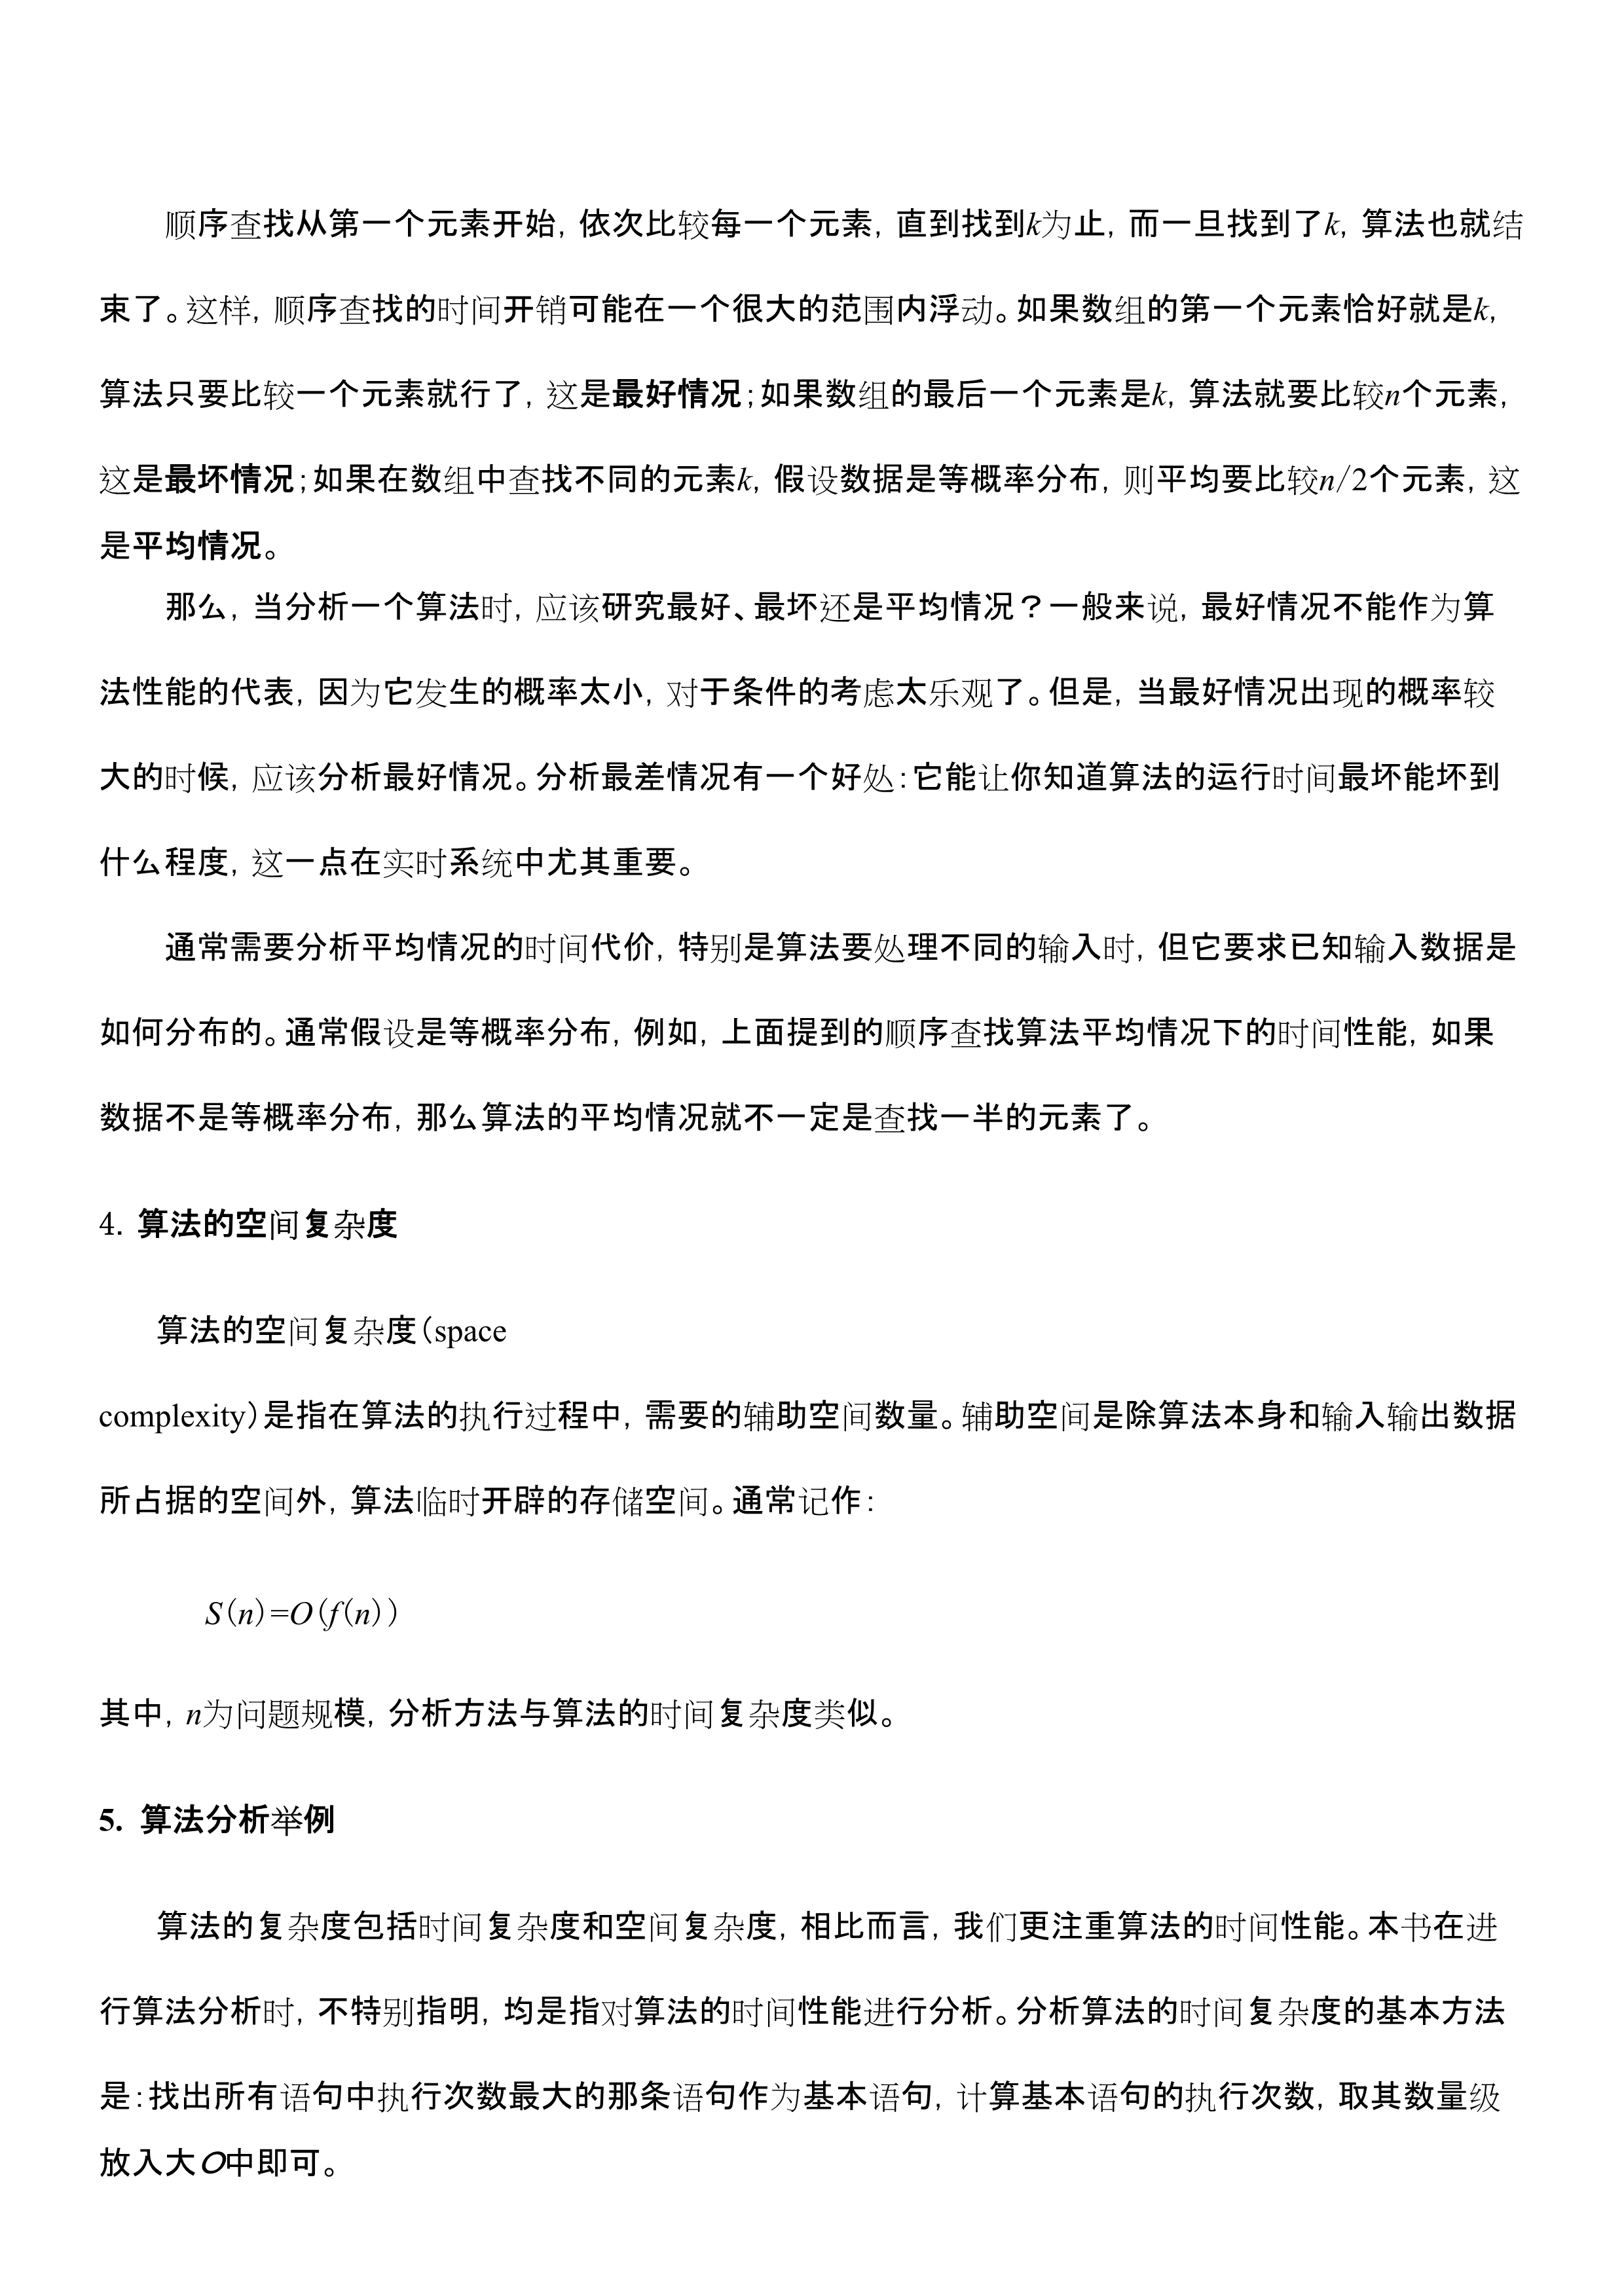 顺序查找从第一个元素开始，依次比较每一个元素，直到找到k为止，而一旦找到了k，算法也就结
束了。这样，顺序查找的时间开销可能在一个很大的范围内浮动。如果数组的第一个元素恰好就是k，
算法只要比较一个元素就行了，这是最好情况；如果数组的最后一个元素是k，算法就要比较n个元素，
这是最坏情况；如果在数组中查找不同的元素k，假设数据是等概率分布，则平均要比较n/2个元素，这
是平均情况。
那么，当分析一个算法时，应该研究最好、最坏还是平均情况？一般来说，最好情况不能作为算
法性能的代表，因为它发生的概率太小，对于条件的考虑太乐观了。但是，当最好情况出现的概率较
大的时候，应该分析最好情况。分析最差情况有一个好处：它能让你知道算法的运行时间最坏能坏到
什么程度，这一点在实时系统中尤其重要。
通常需要分析平均情况的时间代价，特别是算法要处理不同的输入时，但它要求已知输入数据是
如何分布的。通常假设是等概率分布，例如，上面提到的顺序查找算法平均情况下的时间性能，如果
数据不是等概率分布，那么算法的平均情况就不一定是查找一半的元素了。
4. 算法的空间复杂度
算法的空间复杂度（space
complexity）是指在算法的执行过程中，需要的辅助空间数量。辅助空间是除算法本身和输入输出数据
所占据的空间外，算法临时开辟的存储空间。通常记作：
S(n)=O(f(n))
其中，n为问题规模，分析方法与算法的时间复杂度类似。
5. 算法分析举例
算法的复杂度包括时间复杂度和空间复杂度，相比而言，我们更注重算法的时间性能。本书在进
行算法分析时，不特别指明，均是指对算法的时间性能进行分析。分析算法的时间复杂度的基本方法
是：找出所有语句中执行次数最大的那条语句作为基本语句，计算基本语句的执行次数，取其数量级
放入大O中即可。